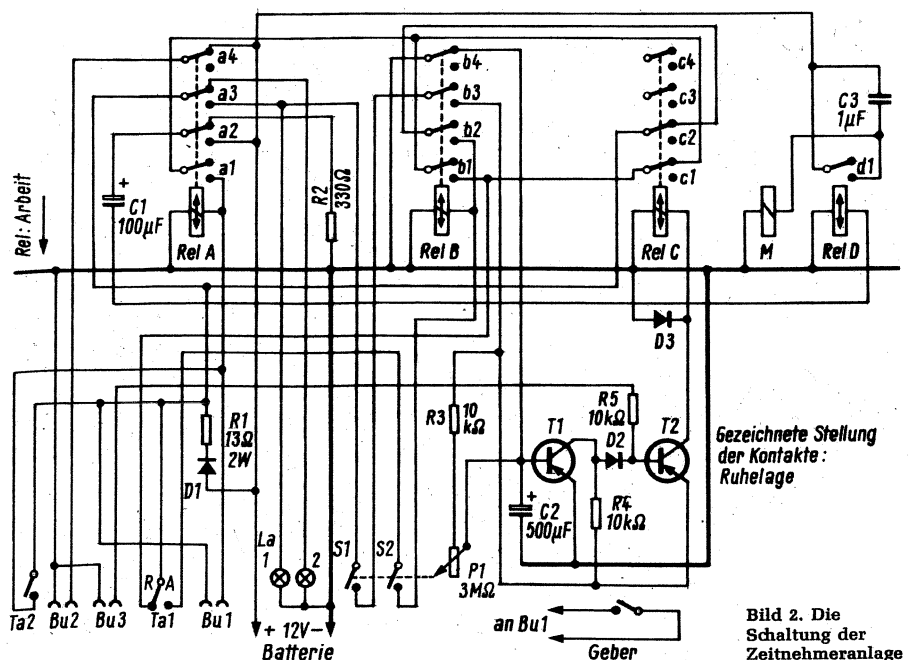 a4
a3
a2
a1
b4
b3
b2
b1
c4
c3
c2
c1
C3
1µF
d1
+
C1
100µF
R2
330Ω
Rel: Arbeit
Rel A
Rel B
Rel C
M
Rel D
D3
R1
13Ω
2W
D1
R3
10
kΩ
T1
R5
10kΩ
D2
T2
Gezeichnete Stellung
der Kontakte:
Ruhelage
+
C2
500µF
R4
10kΩ
La
1
2
S1
S2
P1
3MΩ
R
A
Ta2
Bu2
Bu3
Ta1
Bu1
+ 12V -
Batterie
an Bu1
Geber
Bild 2. Die
Schaltung der
Zeitnehmeranlage